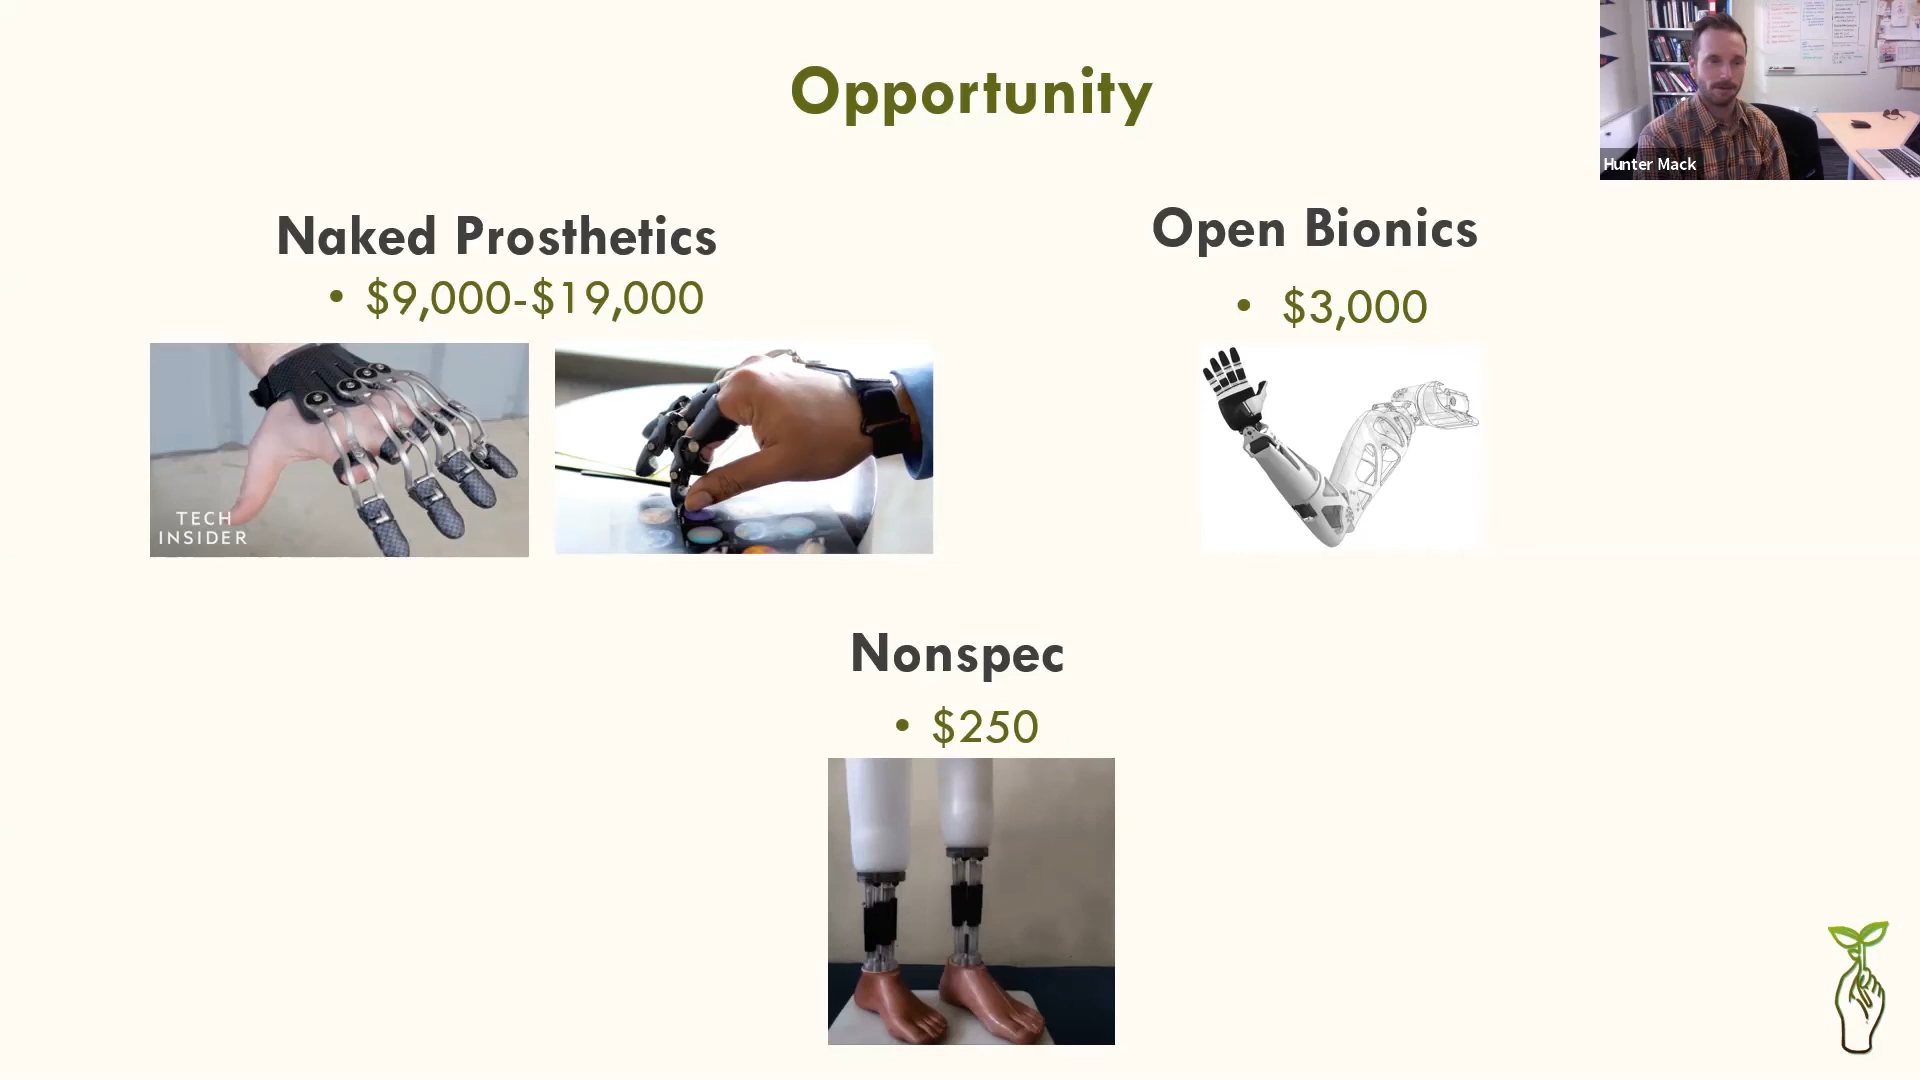 Opportunity
Hunter Mack
Naked Prosthetics
• $9,000-$19,000
Open Bionics
• $3,000
TECH
INSIDER
Nonspec
• $250